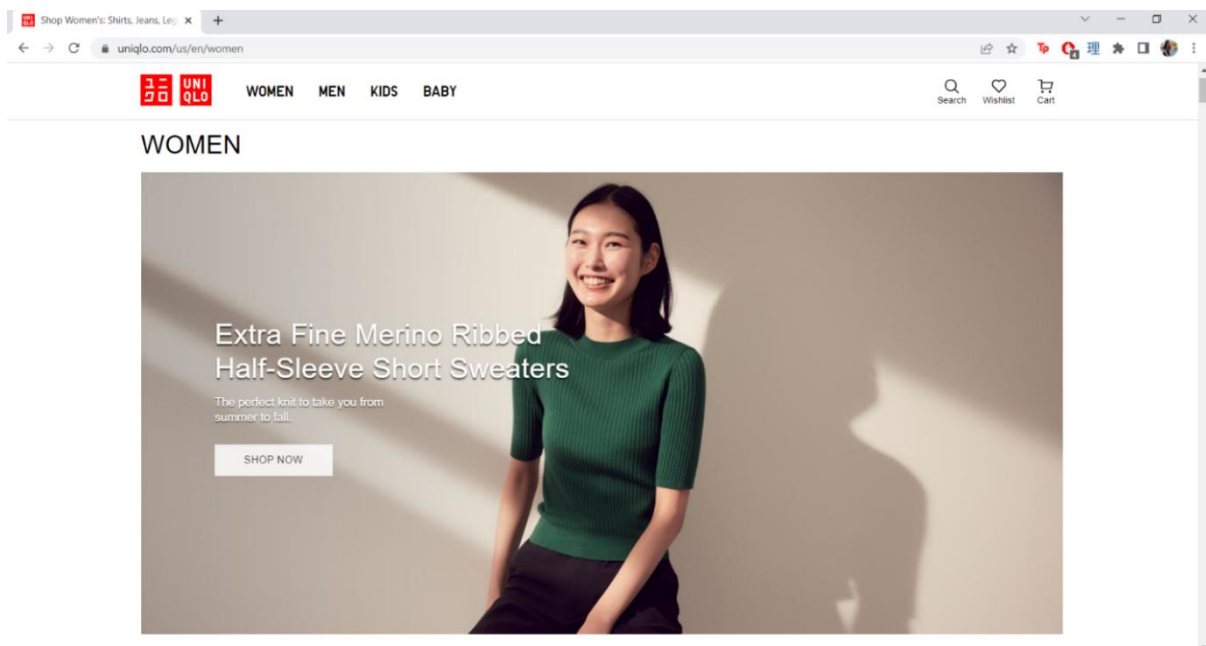 Shop Women's: Shirts, Jeans, Leg
uniqlo.com/us/en/women
ユニ
クロ
UNI
QLO
WOMEN MEN KIDS BABY
Search Wishlist Cart
WOMEN
Extra Fine Merino Ribbed
Half-Sleeve Short Sweaters
The perfect knit to take you from
summer to fall.
SHOP NOW